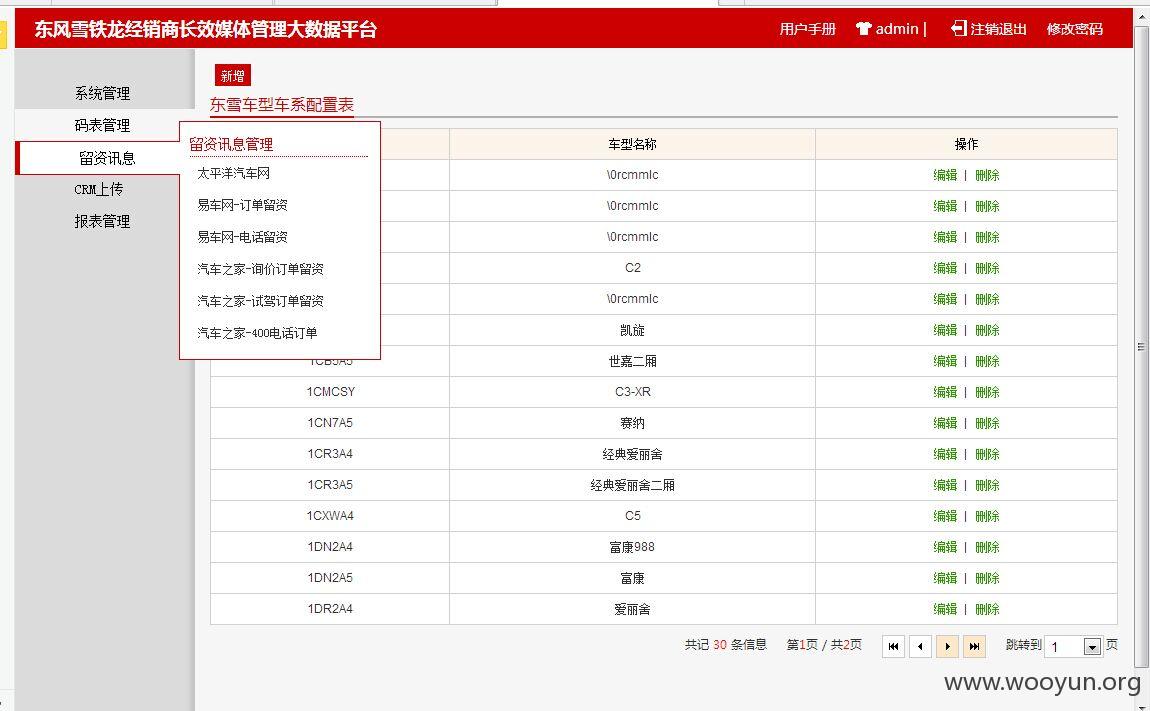 东风雪铁龙经销商长效媒体管理大数据平台
用户手册 admin | 注销退出 修改密码
系统管理
码表管理
留资讯息
CRM上传
报表管理
新增
东雪车型车系配置表
留资讯息管理
太平洋汽车网
易车网-订单留资
易车网-电话留资
汽车之家-询价订单留资
汽车之家-试驾订单留资
汽车之家-400电话订单
车型名称 操作
\0rcmmlc 编辑 | 删除
\0rcmmlc 编辑 | 删除
\0rcmmlc 编辑 | 删除
C2 编辑 | 删除
\0rcmmlc 编辑 | 删除
凯旋 编辑 | 删除
1CB5A5 世嘉二厢 编辑 | 删除
1CMCSY C3-XR 编辑 | 删除
1CN7A5 赛纳 编辑 | 删除
1CR3A4 经典爱丽舍 编辑 | 删除
1CR3A5 经典爱丽舍二厢 编辑 | 删除
1CXWA4 C5 编辑 | 删除
1DN2A4 富康988 编辑 | 删除
1DN2A5 富康 编辑 | 删除
1DR2A4 爱丽舍 编辑 | 删除
共记 30 条信息 第1页 / 共2页 跳转到 1 页
www.wooyun.org